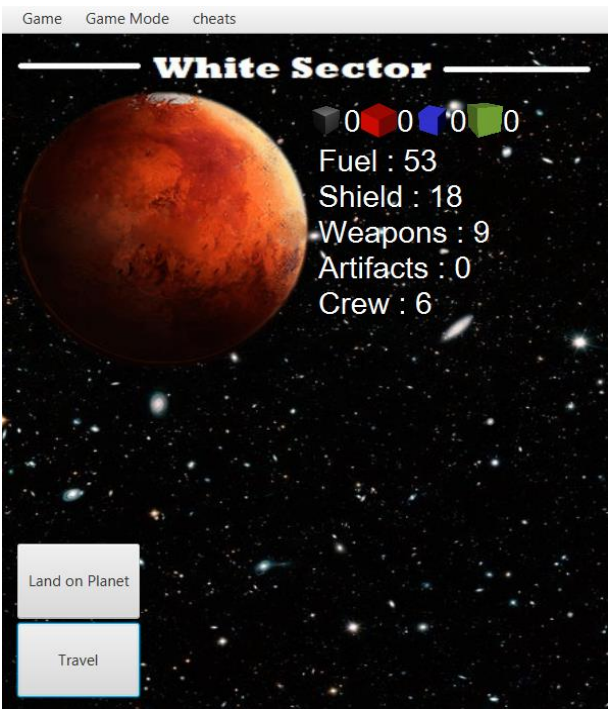 Game Game Mode cheats
White Sector
0 0 0 0
Fuel : 53
Shield : 18
Weapons : 9
Artifacts : 0
Crew : 6
Land on Planet
Travel